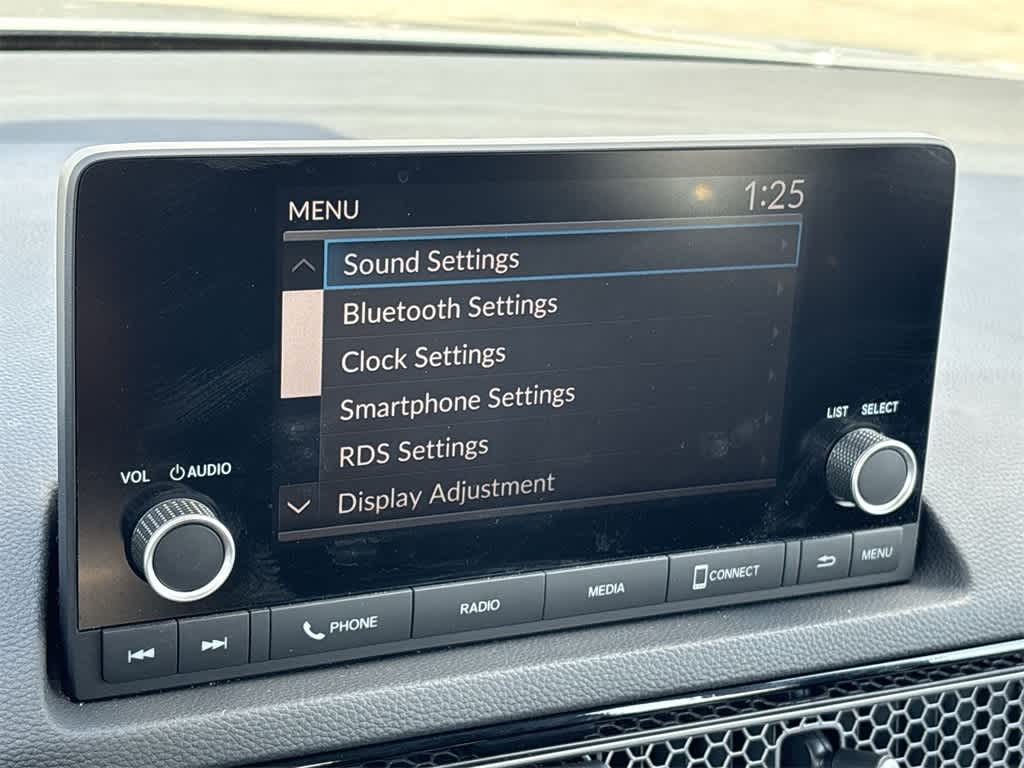 MENU 1:25
Sound Settings
Bluetooth Settings
Clock Settings
Smartphone Settings
RDS Settings
Display Adjustment
VOL AUDIO
LIST SELECT
PHONE RADIO MEDIA CONNECT MENU